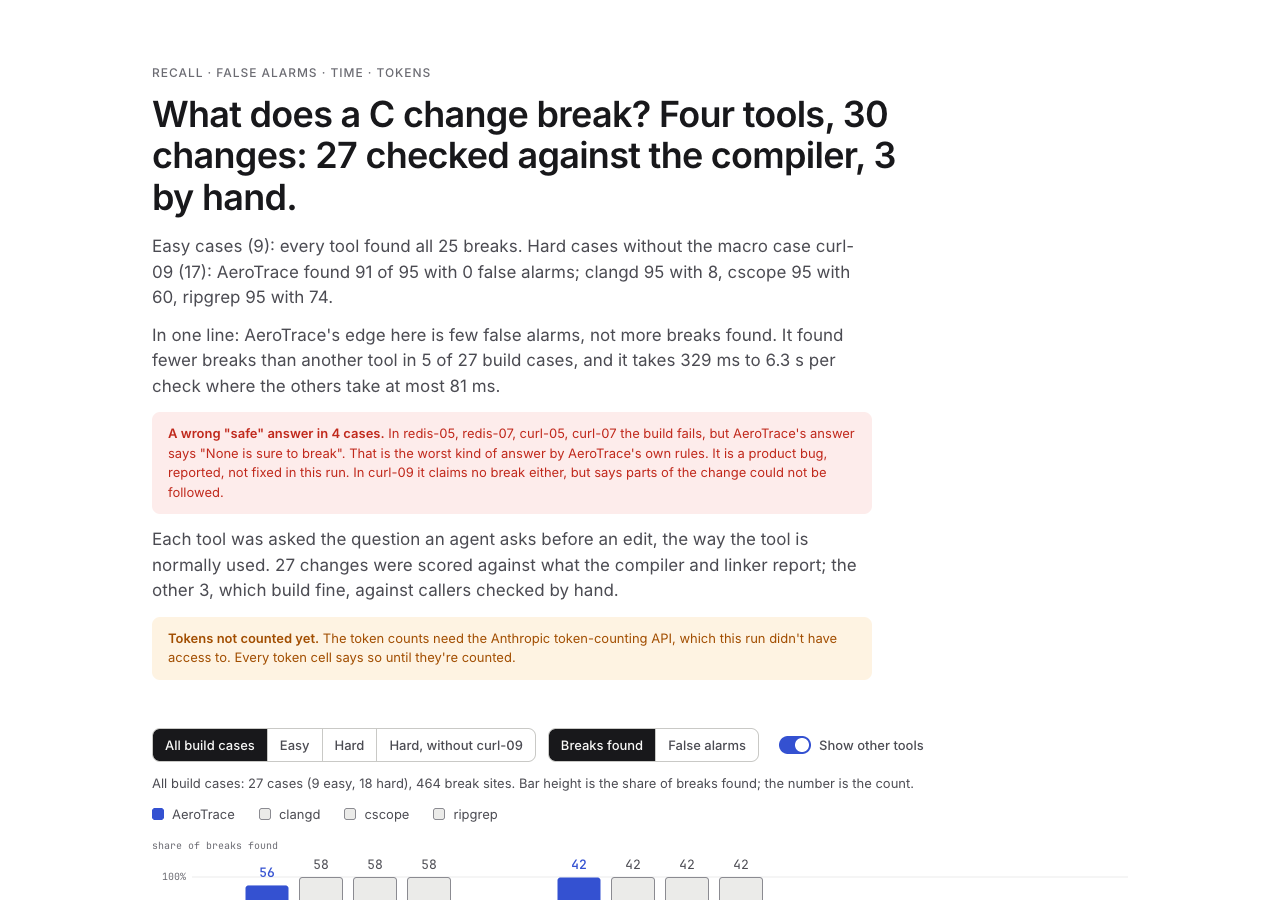 RECALL · FALSE ALARMS · TIME · TOKENS
What does a C change break? Four tools, 30
changes: 27 checked against the compiler, 3
by hand.
Easy cases (9): every tool found all 25 breaks. Hard cases without the macro case curl-
09 (17): AeroTrace found 91 of 95 with 0 false alarms; clangd 95 with 8, cscope 95 with
60, ripgrep 95 with 74.
In one line: AeroTrace's edge here is few false alarms, not more breaks found. It found
fewer breaks than another tool in 5 of 27 build cases, and it takes 329 ms to 6.3 s per
check where the others take at most 81 ms.
A wrong "safe" answer in 4 cases. In redis-05, redis-07, curl-05, curl-07 the build fails, but AeroTrace's answer
says "None is sure to break". That is the worst kind of answer by AeroTrace's own rules. It is a product bug,
reported, not fixed in this run. In curl-09 it claims no break either, but says parts of the change could not be
followed.
Each tool was asked the question an agent asks before an edit, the way the tool is
normally used. 27 changes were scored against what the compiler and linker report; the
other 3, which build fine, against callers checked by hand.
Tokens not counted yet. The token counts need the Anthropic token-counting API, which this run didn't have
access to. Every token cell says so until they're counted.
All build cases Easy Hard Hard, without curl-09 Breaks found False alarms Show other tools
All build cases: 27 cases (9 easy, 18 hard), 464 break sites. Bar height is the share of breaks found; the number is the count.
AeroTrace clangd cscope ripgrep
share of breaks found
56 58 58 58 42 42 42 42
100%